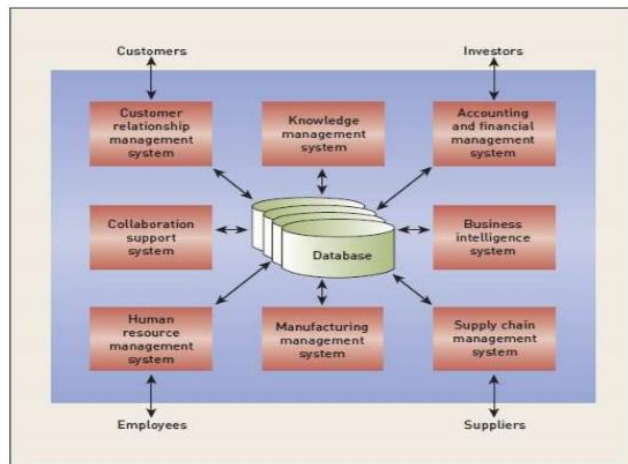 Customers
Investors
Customer
relationship
management
system
Knowledge
management
system
Accounting
and financial
management
system
Collaboration
support
system
Database
Business
intelligence
system
Human
resource
management
system
Manufacturing
management
system
Supply chain
management
system
Employees
Suppliers